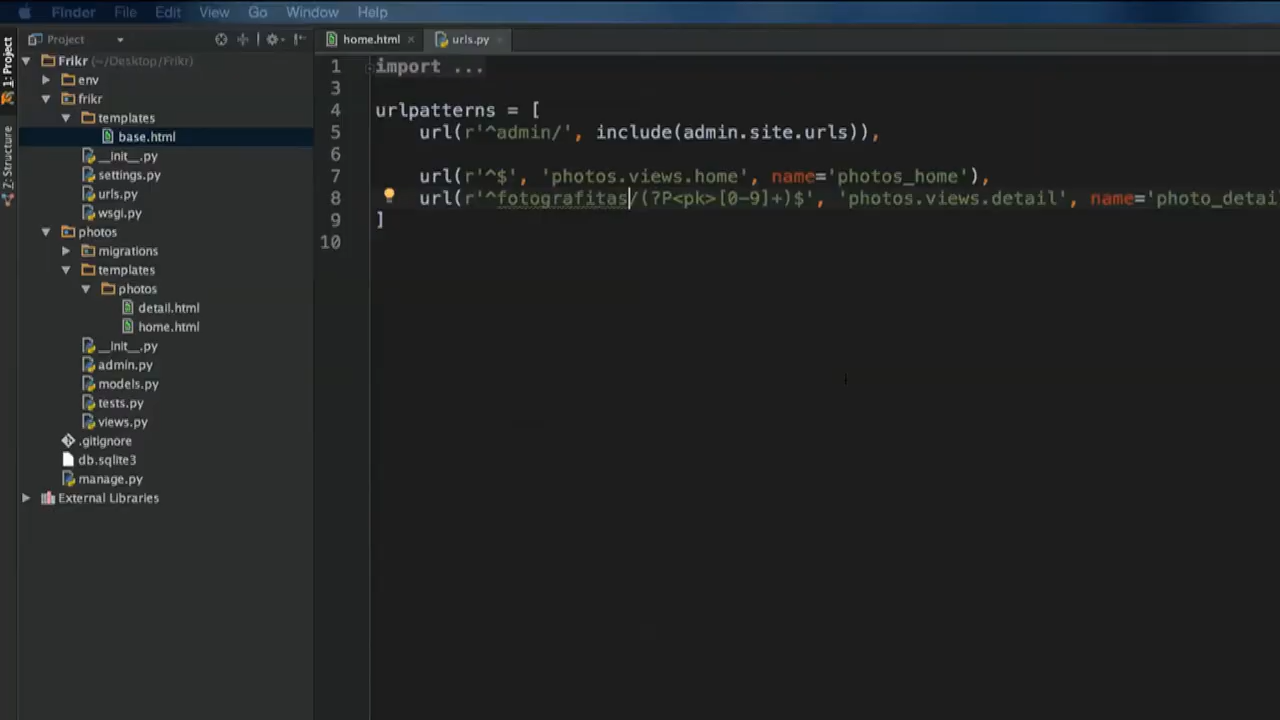 Finder File Edit View Go Window Help
1: Project
Z: Structure
Project
home.html
urls.py
Frikr (~/Desktop/Frikr)
env
frikr
templates
base.html
__init__.py
settings.py
urls.py
wsgi.py
photos
migrations
templates
photos
detail.html
home.html
__init__.py
admin.py
models.py
tests.py
views.py
.gitignore
db.sqlite3
manage.py
External Libraries
1 import ...
3
4 urlpatterns = [
5 url(r'^admin/', include(admin.site.urls)),
6
7 url(r'^$', 'photos.views.home', name='photos_home'),
8 url(r'^fotografitas/(?P<pk>[0-9]+)$', 'photos.views.detail', name='photo_detai
9 ]
10